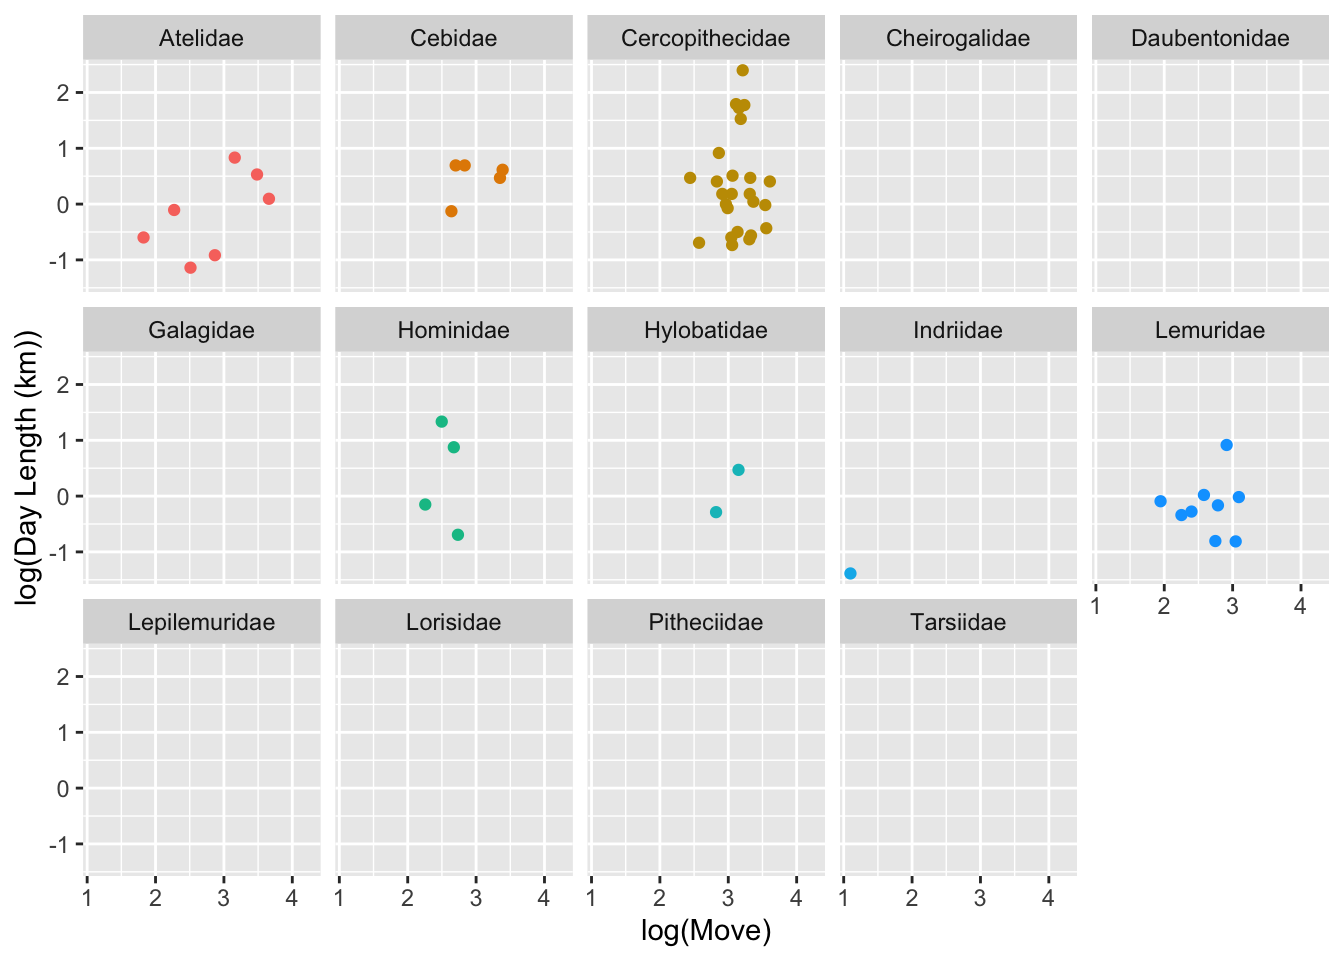 Atelidae Cebidae Cercopithecidae Cheirogalidae Daubentonidae
2
1
0
-1
Galagidae Hominidae Hylobatidae Indriidae Lemuridae
2
1
0
-1
1 2 3 4
Lepilemuridae Lorisidae Pitheciidae Tarsiidae
2
1
0
-1
1 2 3 4 1 2 3 4 1 2 3 4 1 2 3 4
log(Move)
log(Day Length (km))